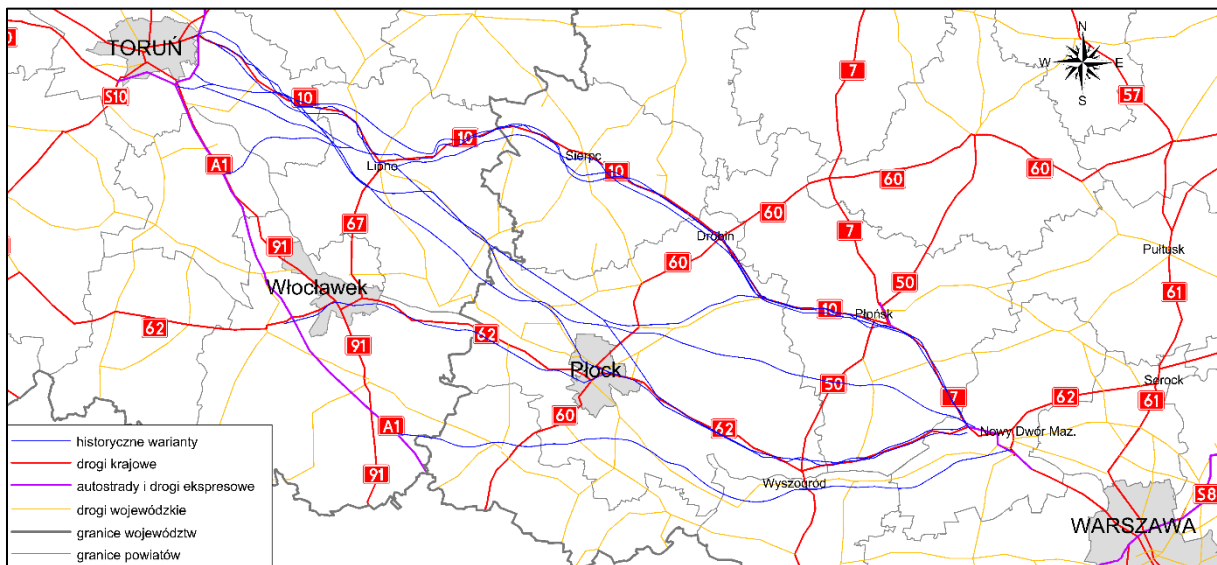 TORUŃ
S10
10
10
Lipno
A1
67
91
Włocławek
62
91
A1
91
62
Płock
60
60
Sierpc
10
Drobin
60
7
7
60
50
10
Płońsk
50
7
62
Wyszogród
Nowy Dwór Maz.
62
60
57
Pułtusk
61
Serock
61
WARSZAWA
S8
N
W
E
S
historyczne warianty
drogi krajowe
autostrady i drogi ekspresowe
drogi wojewódzkie
granice województw
granice powiatów